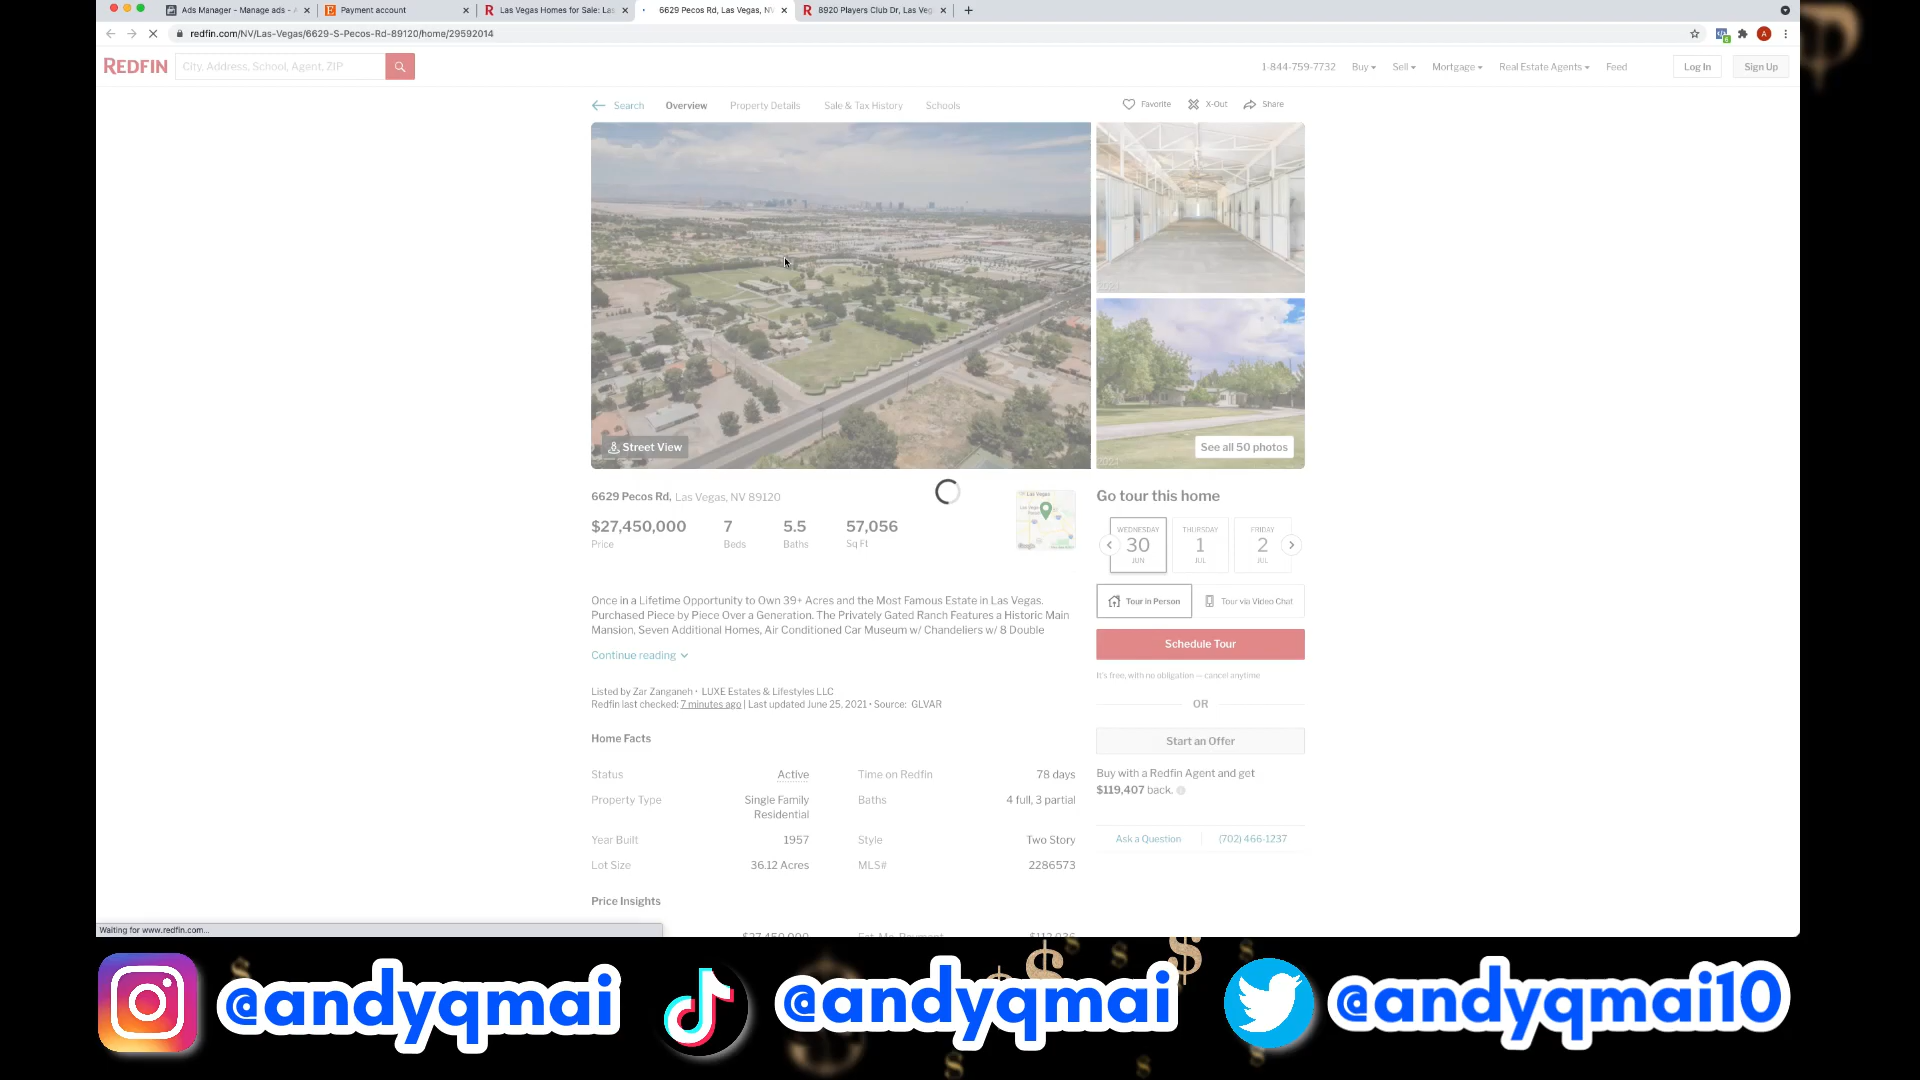 Ads Manager - Manage ads - A
Payment account
Las Vegas Homes for Sale: Las
6629 Pecos Rd, Las Vegas, NV
8920 Players Club Dr, Las Veg
redfin.com/NV/Las-Vegas/6629-S-Pecos-Rd-89120/home/29592014
REDFIN
City, Address, School, Agent, ZIP
1-844-759-7732
Buy
Sell
Mortgage
Real Estate Agents
Feed
Log In
Sign Up
Search
Overview
Property Details
Sale & Tax History
Schools
Favorite
X-Out
Share
Street View
See all 50 photos
6629 Pecos Rd, Las Vegas, NV 89120
$27,450,000
7
5.5
57,056
Price
Beds
Baths
Sq Ft
Go tour this home
WEDNESDAY
30
JUN
THURSDAY
1
JUL
FRIDAY
2
JUL
Tour in Person
Tour via Video Chat
Schedule Tour
It's free, with no obligation — cancel anytime
OR
Start an Offer
Buy with a Redfin Agent and get
$119,407 back.
Ask a Question
(702) 466-1237
Once in a Lifetime Opportunity to Own 39+ Acres and the Most Famous Estate in Las Vegas.
Purchased Piece by Piece Over a Generation. The Privately Gated Ranch Features a Historic Main
Mansion, Seven Additional Homes, Air Conditioned Car Museum w/ Chandeliers w/ 8 Double
Continue reading
Listed by Zar Zanganeh • LUXE Estates & Lifestyles LLC
Redfin last checked: 7 minutes ago | Last updated June 25, 2021 • Source: GLVAR
Home Facts
Status Active
Time on Redfin 78 days
Property Type Single Family
Residential
Baths 4 full, 3 partial
Year Built 1957
Style Two Story
Lot Size 36.12 Acres
MLS# 2286573
Price Insights
Waiting for www.redfin.com...
@andyqmai
@andyqmai
@andyqmai10